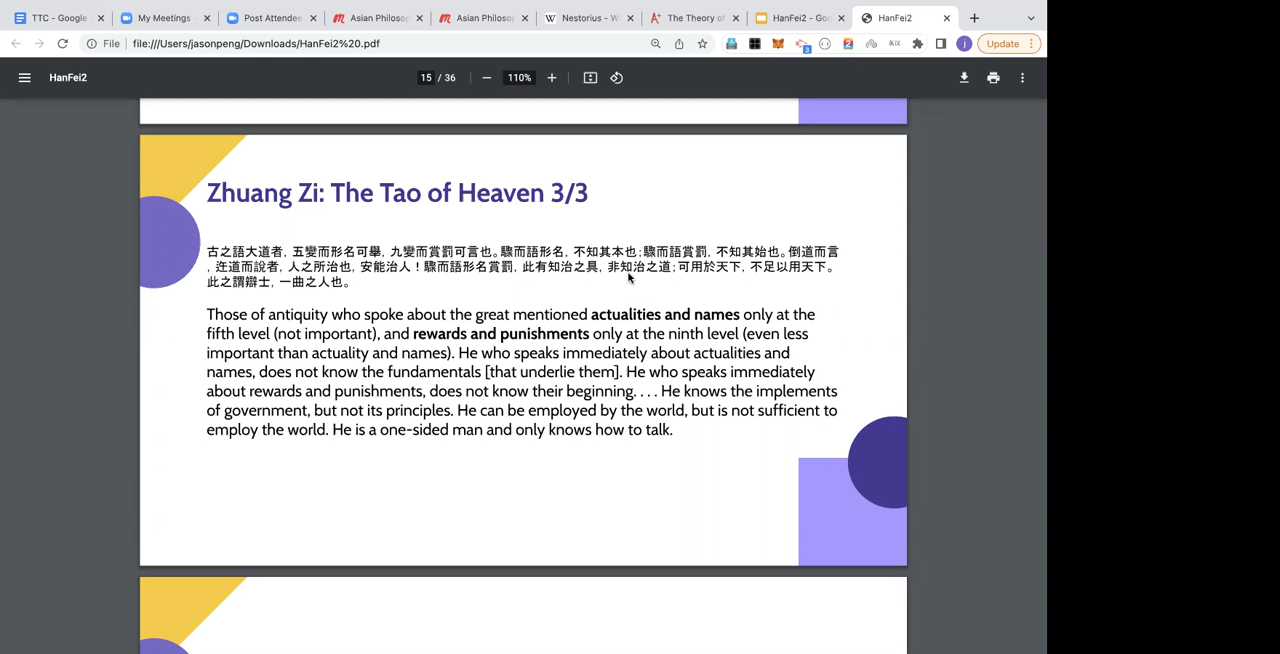 TTC - Google
My Meetings -
Post Attendee
Asian Philosop
Asian Philosop
Nestorius - W
The Theory of
HanFei2 - Goo
HanFei2
File
file:///Users/jasonpeng/Downloads/HanFei2%20.pdf
Update
HanFei2
15 / 36
110%
Zhuang Zi: The Tao of Heaven 3/3
古之語大道者, 五變而形名可舉, 九變而賞罰可言也。驟而語形名, 不知其本也;驟而語賞罰, 不知其始也。倒道而言
, 迕道而說者, 人之所治也, 安能治人！驟而語形名賞罰, 此有知治之具, 非知治之道;可用於天下, 不足以用天下。
此之謂辯士, 一曲之人也。
Those of antiquity who spoke about the great mentioned actualities and names only at the
fifth level (not important), and rewards and punishments only at the ninth level (even less
important than actuality and names). He who speaks immediately about actualities and
names, does not know the fundamentals [that underlie them]. He who speaks immediately
about rewards and punishments, does not know their beginning. . . . He knows the implements
of government, but not its principles. He can be employed by the world, but is not sufficient to
employ the world. He is a one-sided man and only knows how to talk.